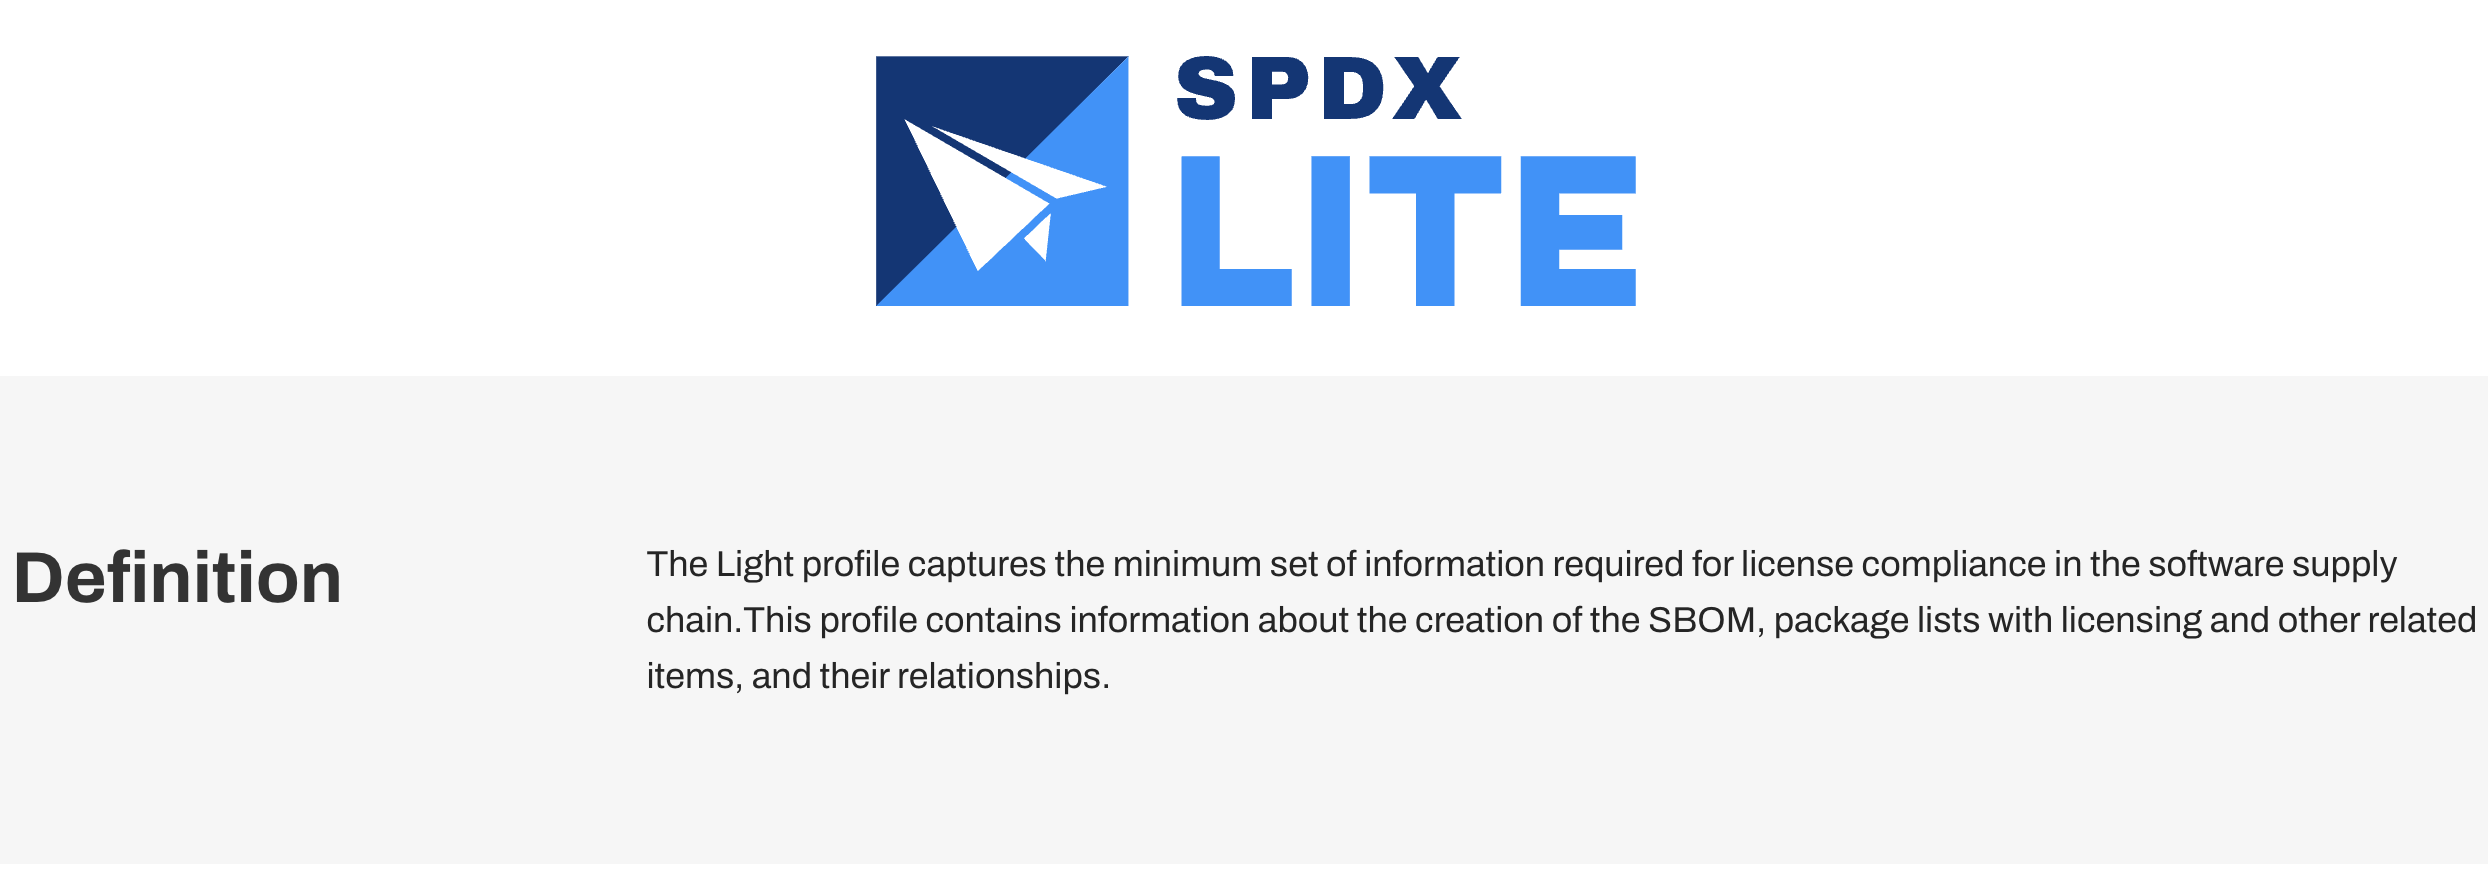 SPDX
LITE
Definition
The Light profile captures the minimum set of information required for license compliance in the software supply
chain.This profile contains information about the creation of the SBOM, package lists with licensing and other related
items, and their relationships.